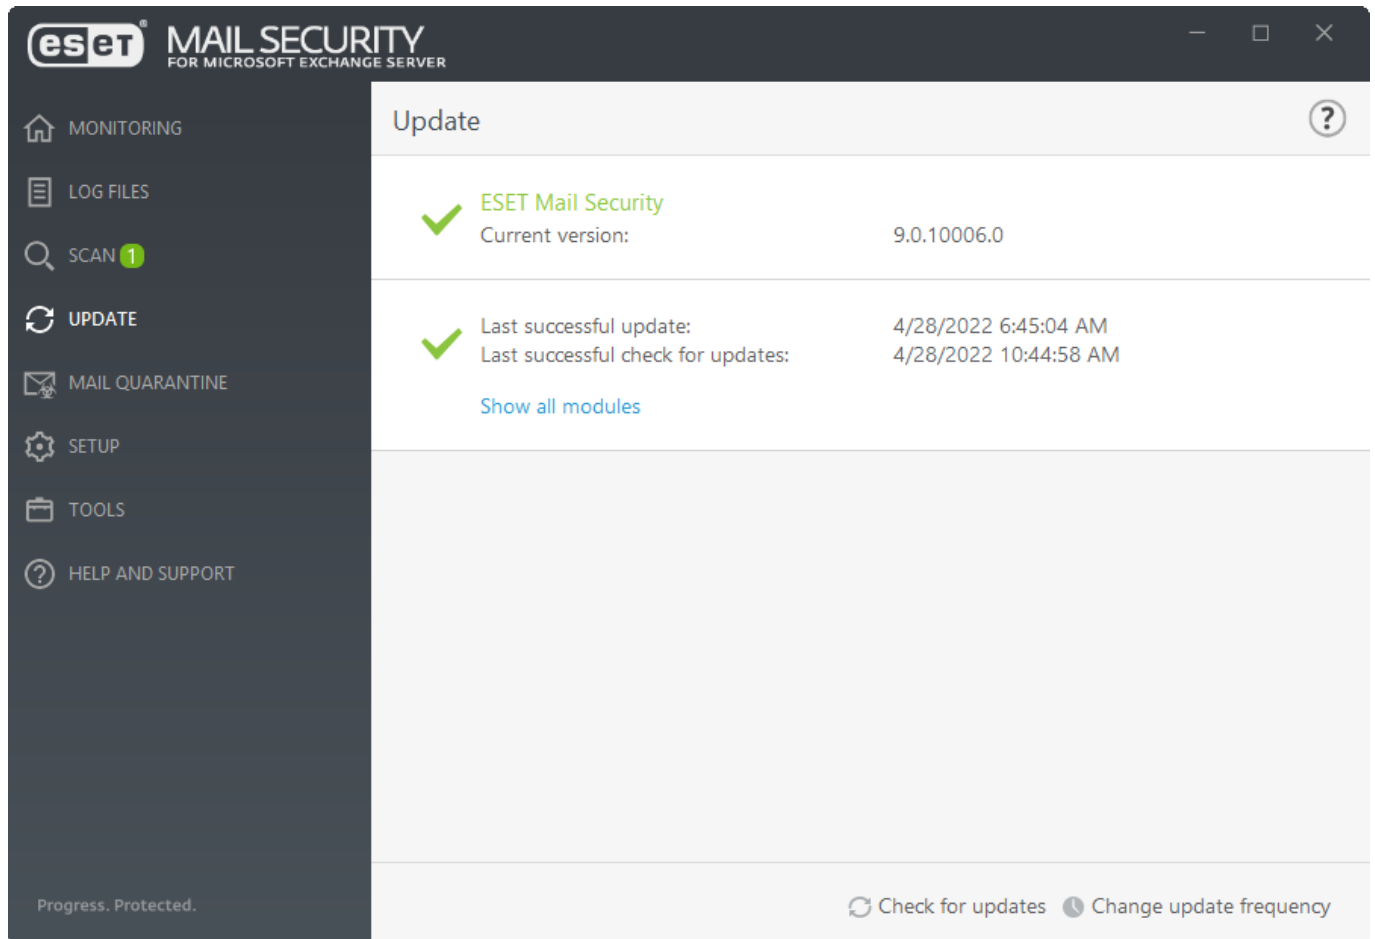 eset® MAIL SECURITY
FOR MICROSOFT EXCHANGE SERVER
MONITORING
LOG FILES
SCAN 1
UPDATE
MAIL QUARANTINE
SETUP
TOOLS
HELP AND SUPPORT
Progress. Protected.
Update
?
ESET Mail Security
Current version: 9.0.10006.0
Last successful update: 4/28/2022 6:45:04 AM
Last successful check for updates: 4/28/2022 10:44:58 AM
Show all modules
Check for updates Change update frequency